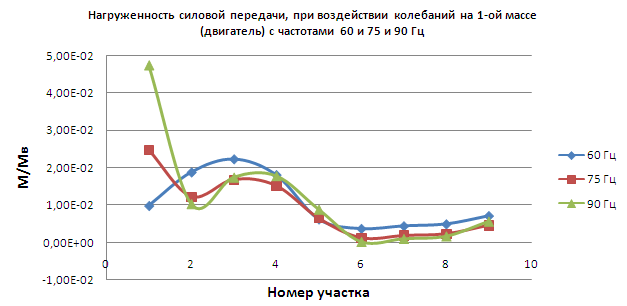 Нагруженность силовой передачи, при воздействии колебаний на 1-ой массе
(двигатель) с частотами 60 и 75 и 90 Гц
5,00E-02
4,00E-02
3,00E-02
2,00E-02
1,00E-02
0,00E+00
-1,00E-02
M/Mв
0 2 4 6 8 10
Номер участка
60 Гц
75 Гц
90 Гц